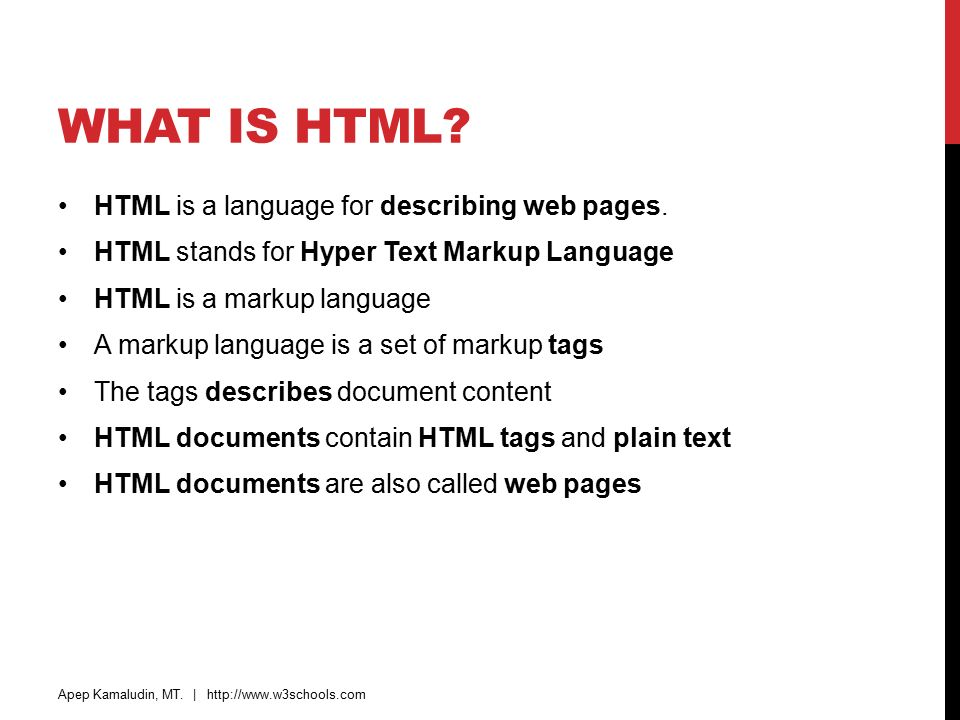 WHAT IS HTML?
• HTML is a language for describing web pages.
• HTML stands for Hyper Text Markup Language
• HTML is a markup language
• A markup language is a set of markup tags
• The tags describes document content
• HTML documents contain HTML tags and plain text
• HTML documents are also called web pages
Apep Kamaludin, MT. | http://www.w3schools.com